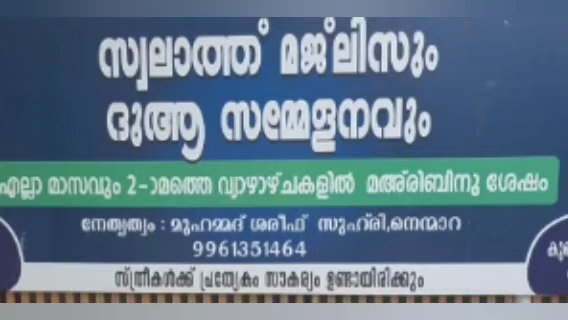 സ്വലാത്ത് മജ്ലിസും
ദുആ സമ്മേളനവും
എല്ലാ മാസവും 2-ാമത്തെ വ്യാഴാഴ്ചകളിൽ മഅ്രിബിനു ശേഷം
നേതൃത്വം : മുഹമ്മദ് ശരീഫ് സുഹ്‌രി,നെന്മാറ
9961351464
സ്ത്രീകൾക്ക് പ്രത്യേകം സൗകര്യം ഉണ്ടായിരിക്കും